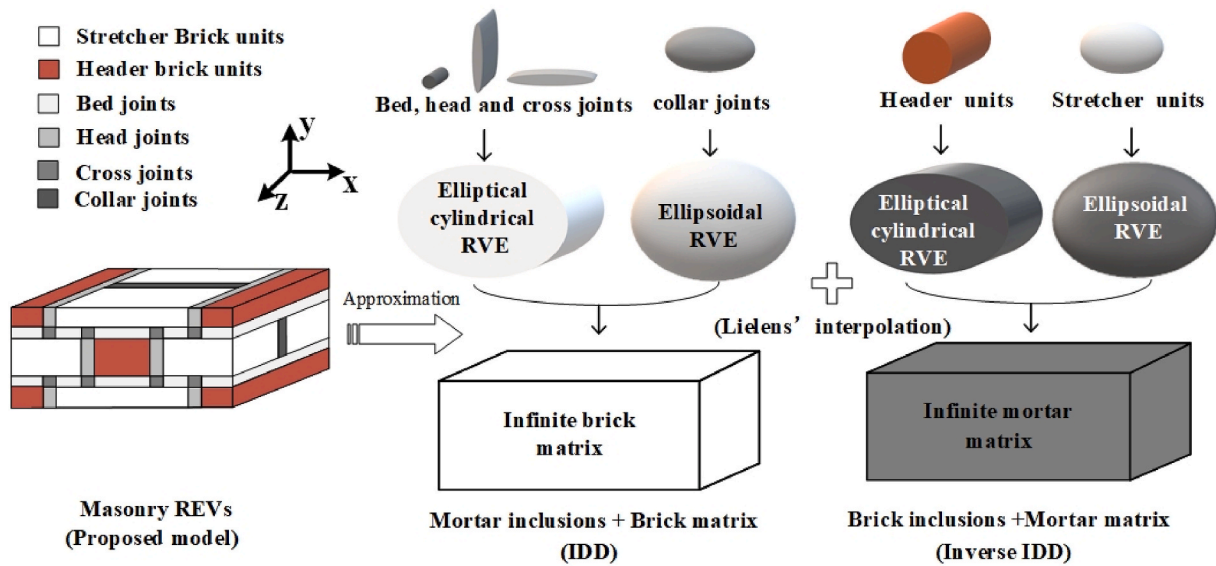 Stretcher Brick units
Header brick units
Bed joints
Head joints
Cross joints
Collar joints
y
x
z
Masonry REVs
(Proposed model)
Approximation
Bed, head and cross joints
collar joints
Elliptical
cylindrical
RVE
Ellipsoidal
RVE
Infinite brick
matrix
Mortar inclusions + Brick matrix
(IDD)
(Lielens’ interpolation)
Header units
Stretcher units
Elliptical
cylindrical
RVE
Ellipsoidal
RVE
Infinite mortar
matrix
Brick inclusions +Mortar matrix
(Inverse IDD)